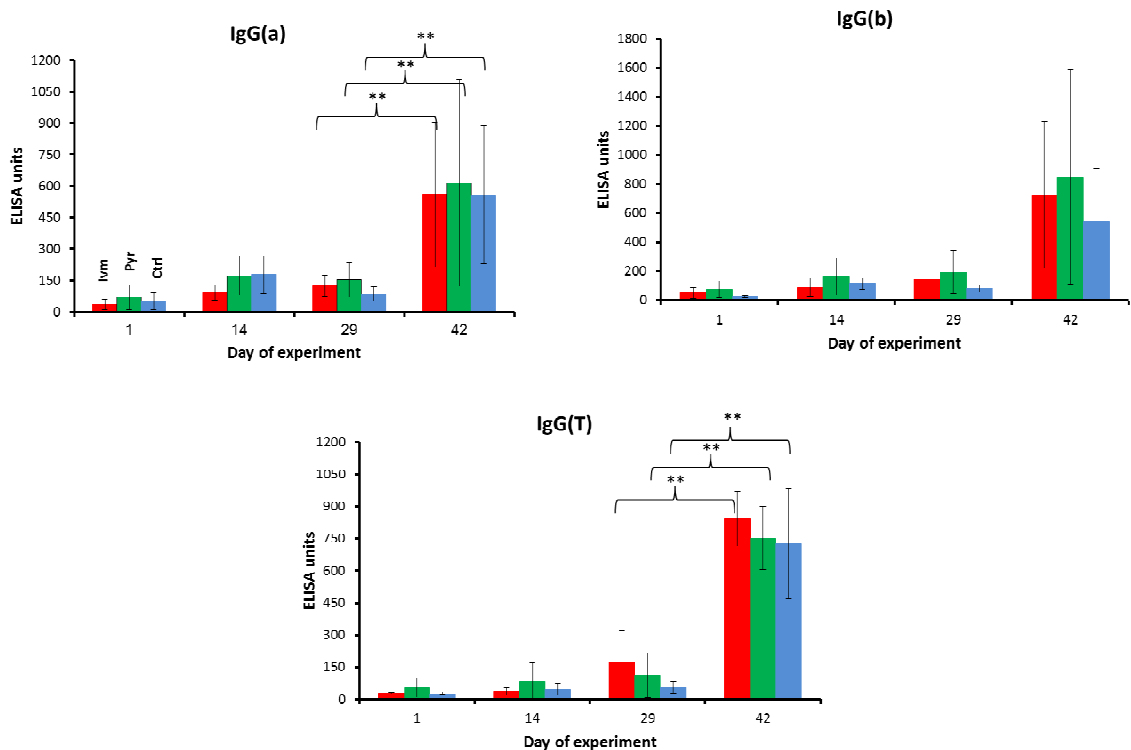 IgG(a)
**
**
**
1200
1050
900
750
600
450
300
150
0
ELISA units
Ivm
Pyr
Ctrl
1 14 29 42
Day of experiment
IgG(b)
1800
1600
1400
1200
1000
800
600
400
200
0
ELISA units
1 14 29 42
Day of experiment
IgG(T)
**
**
**
1200
1050
900
750
600
450
300
150
0
ELISA units
1 14 29 42
Day of experiment